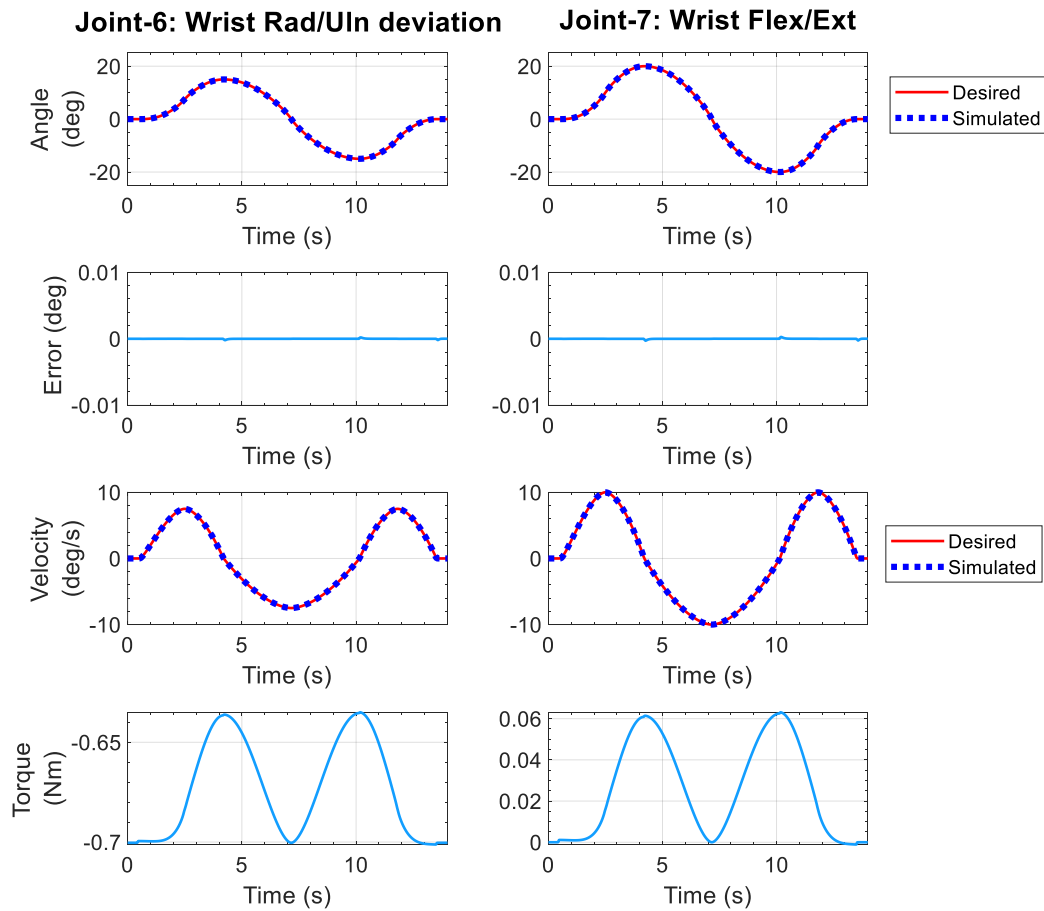 Joint-6: Wrist Rad/Uln deviation
Joint-7: Wrist Flex/Ext
Angle
(deg)
20
0
-20
0
5
10
Time (s)
20
0
-20
0
5
10
Time (s)
Desired
Simulated
Error (deg)
0.01
0
-0.01
0
5
10
Time (s)
0.01
0
-0.01
0
5
10
Time (s)
Velocity
(deg/s)
10
0
-10
0
5
10
Time (s)
10
0
-10
0
5
10
Time (s)
Desired
Simulated
Torque
(Nm)
-0.65
-0.7
0
5
10
Time (s)
0.06
0.04
0.02
0
0
5
10
Time (s)